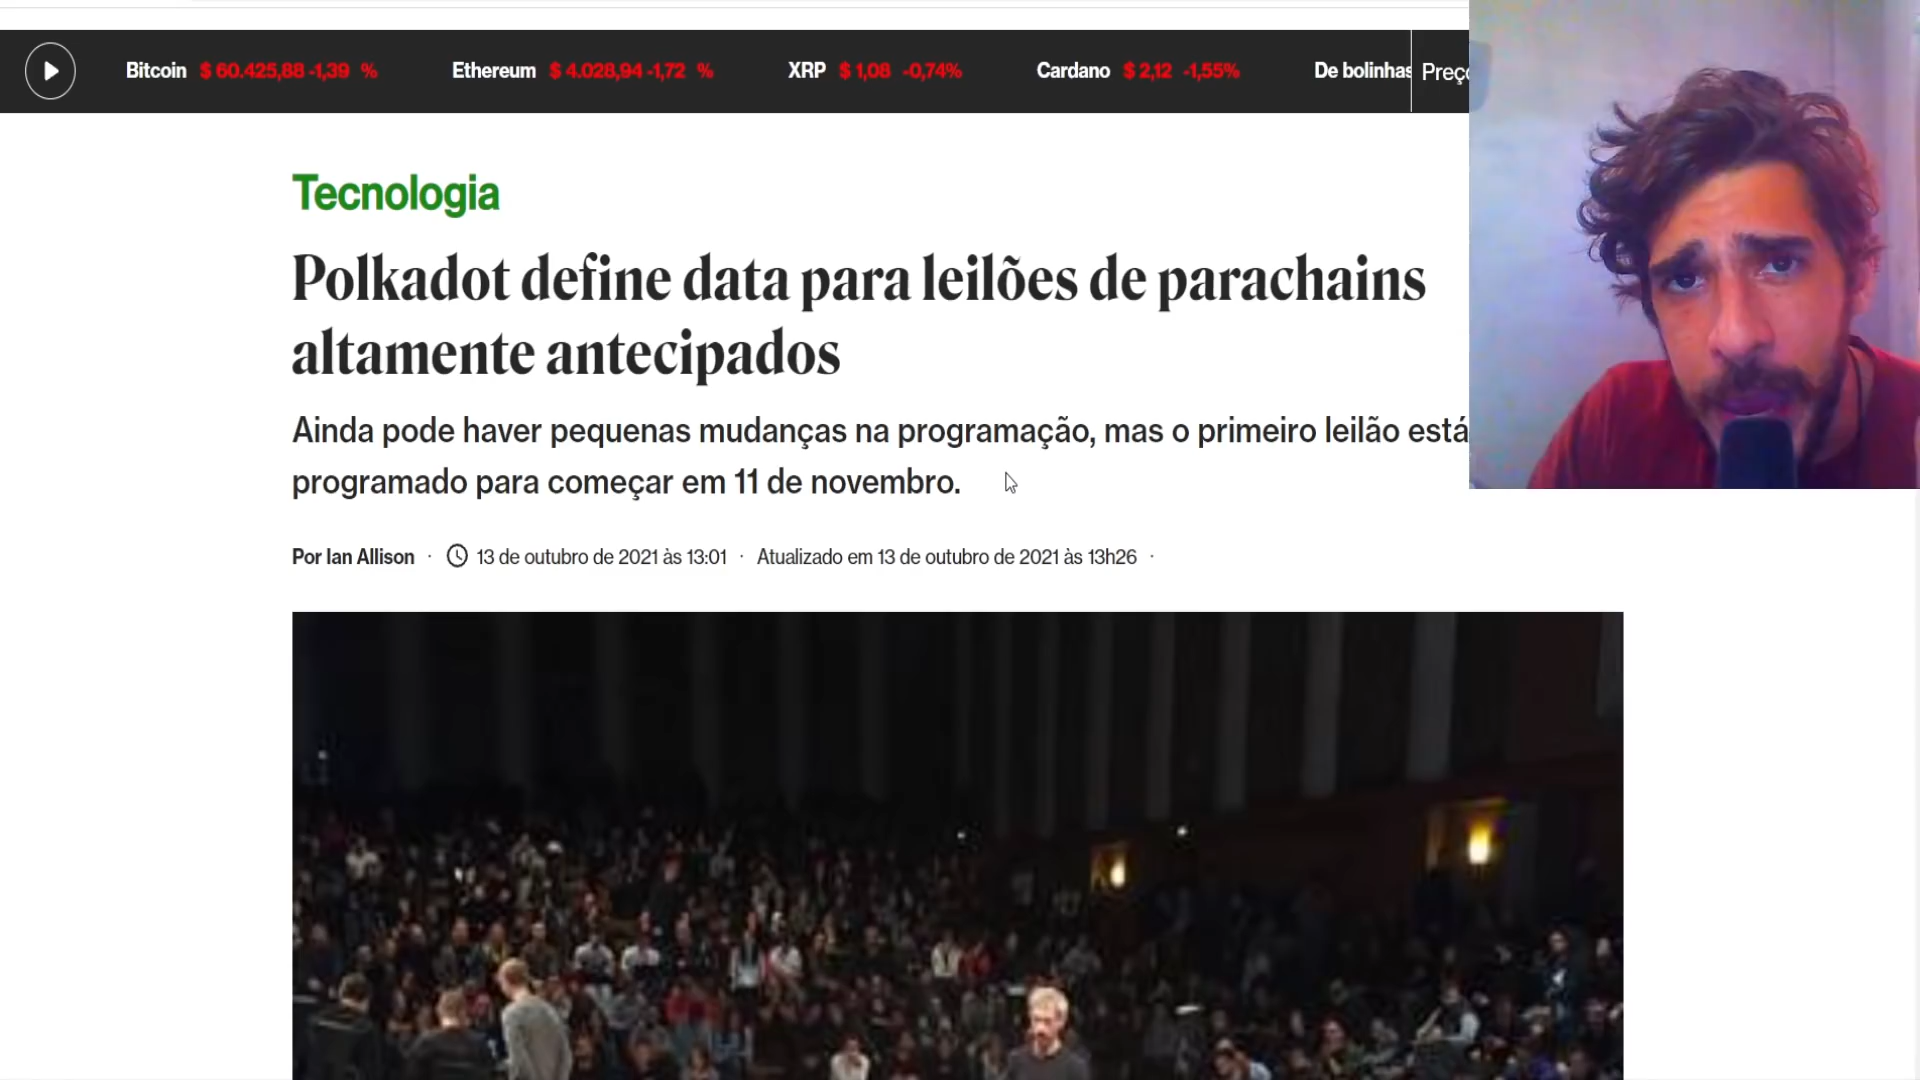 Bitcoin $ 60.425,88 -1,39 % Ethereum $ 4.028,94 -1,72 % XRP $ 1,08 -0,74% Cardano $ 2,12 -1,55% De bolinhas Preço
Tecnologia
Polkadot define data para leilões de parachains
altamente antecipados
Ainda pode haver pequenas mudanças na programação, mas o primeiro leilão está
programado para começar em 11 de novembro.
Por Ian Allison · 13 de outubro de 2021 às 13:01 · Atualizado em 13 de outubro de 2021 às 13h26 ·